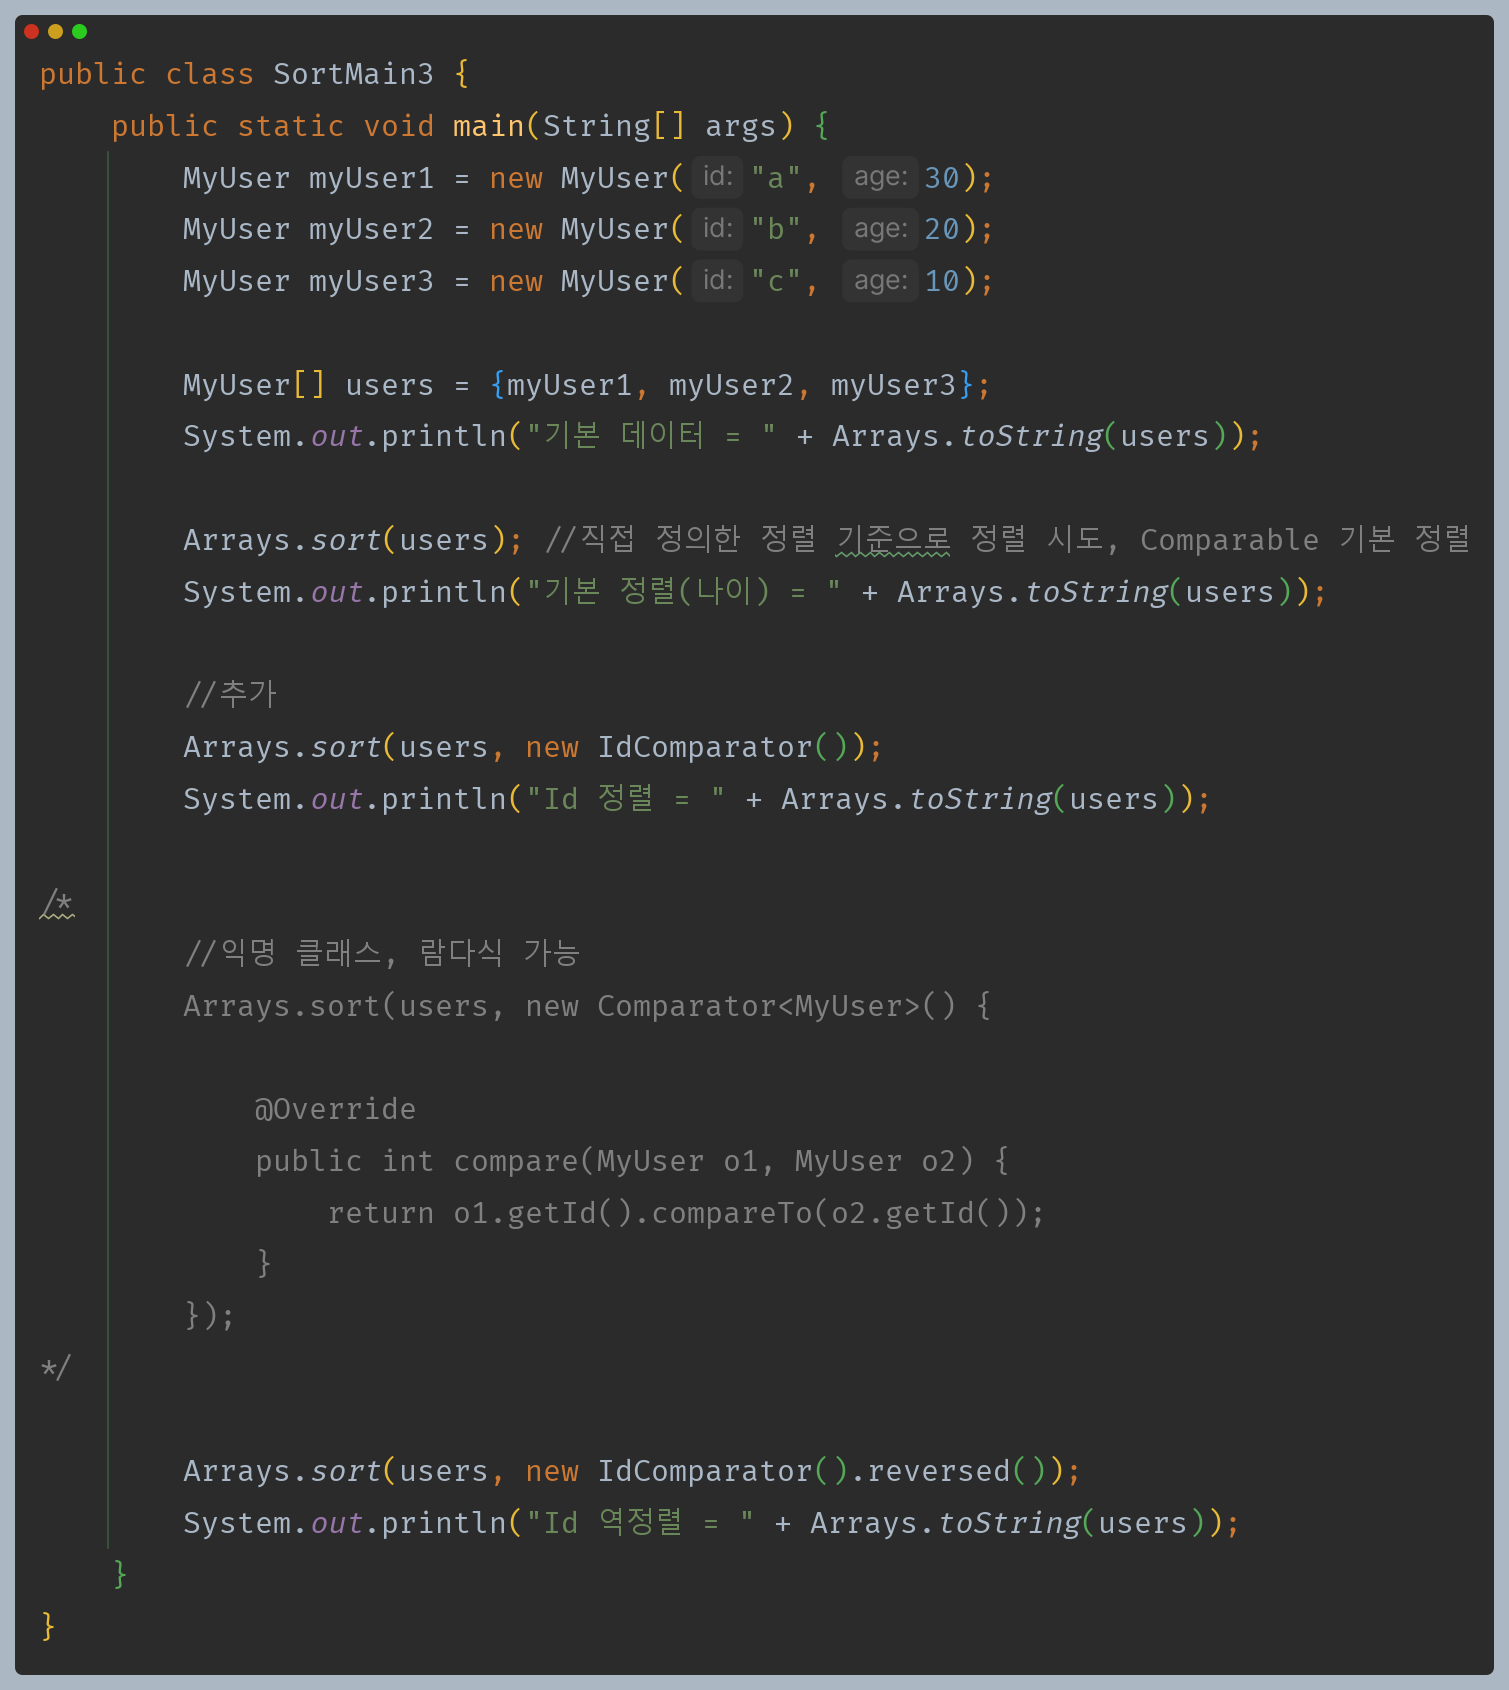 public class SortMain3 {
    public static void main(String[] args) {
        MyUser myUser1 = new MyUser( id: "a",  age: 30);
        MyUser myUser2 = new MyUser( id: "b",  age: 20);
        MyUser myUser3 = new MyUser( id: "c",  age: 10);

        MyUser[] users = {myUser1, myUser2, myUser3};
        System.out.println("기본 데이터 = " + Arrays.toString(users));

        Arrays.sort(users); //직접 정의한 정렬 기준으로 정렬 시도, Comparable 기본 정렬
        System.out.println("기본 정렬(나이) = " + Arrays.toString(users));

        //추가
        Arrays.sort(users, new IdComparator());
        System.out.println("Id 정렬 = " + Arrays.toString(users));

/*
        //익명 클래스, 람다식 가능
        Arrays.sort(users, new Comparator<MyUser>() {

            @Override
            public int compare(MyUser o1, MyUser o2) {
                return o1.getId().compareTo(o2.getId());
            }
        });
*/

        Arrays.sort(users, new IdComparator().reversed());
        System.out.println("Id 역정렬 = " + Arrays.toString(users));
    }
}